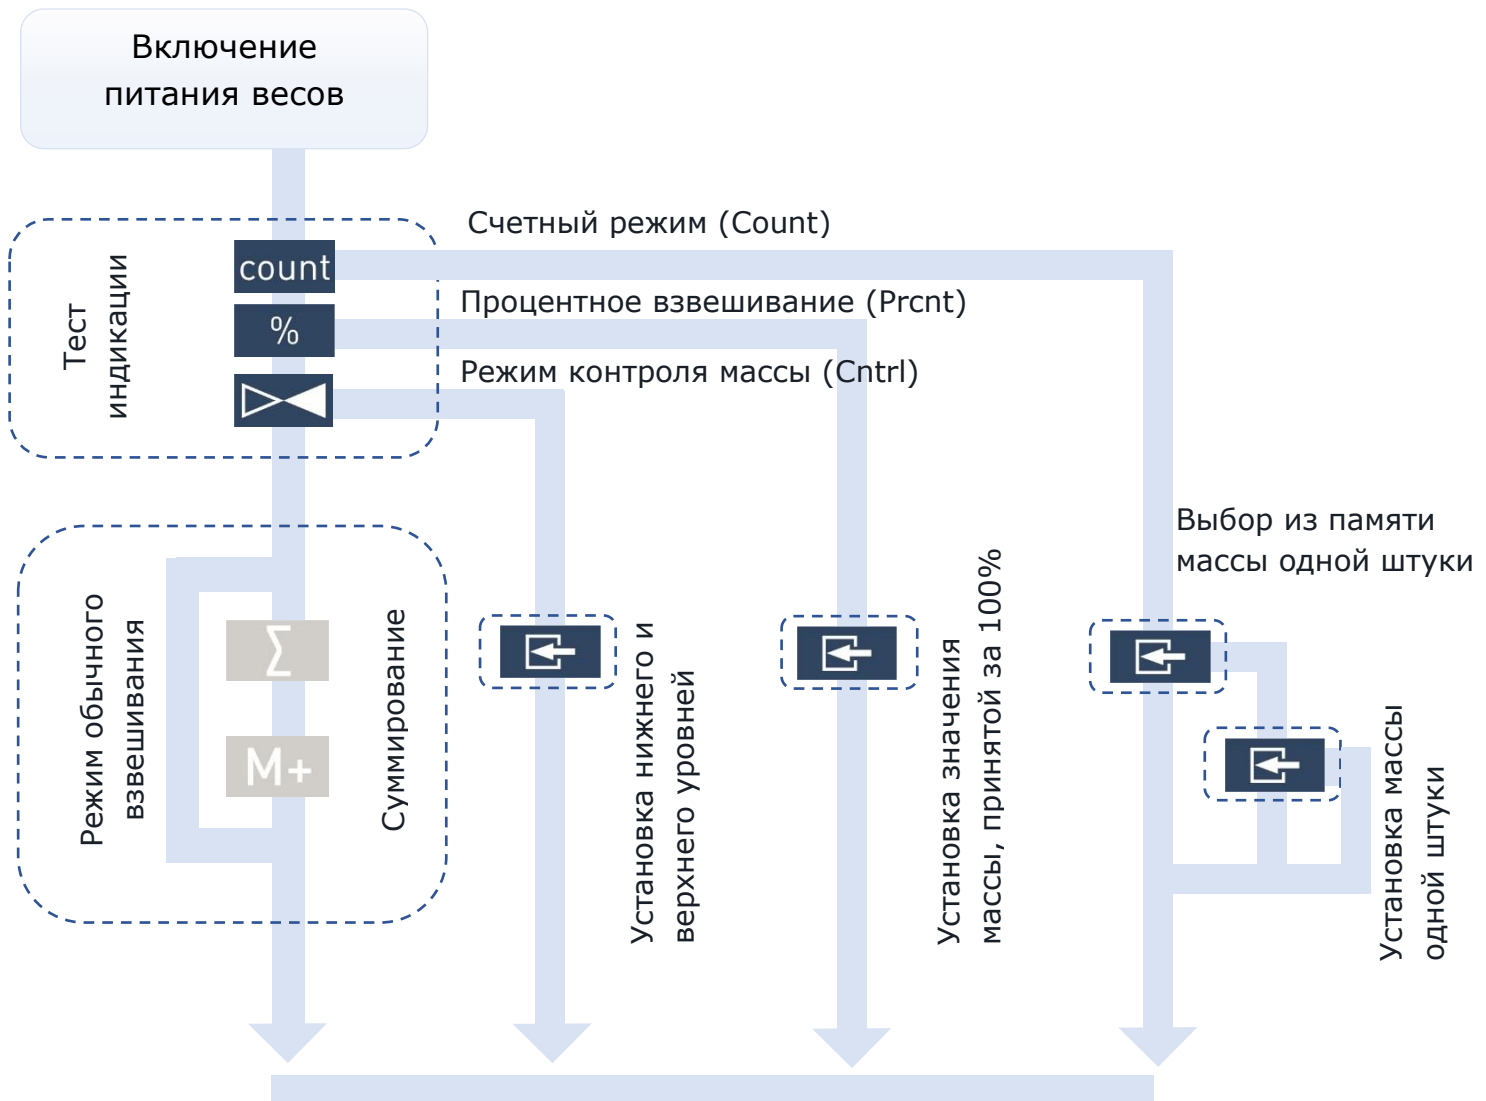 Включение
питания весов
Счетный режим (Count)
count
Процентное взвешивание (Prcnt)
%
Режим контроля массы (Cntrl)
Тест
индикации
Выбор из памяти
массы одной штуки
Режим обычного
взвешивания
Σ
M+
Суммирование
Установка нижнего и
верхнего уровней
Установка значения
массы, принятой за 100%
Установка массы
одной штуки